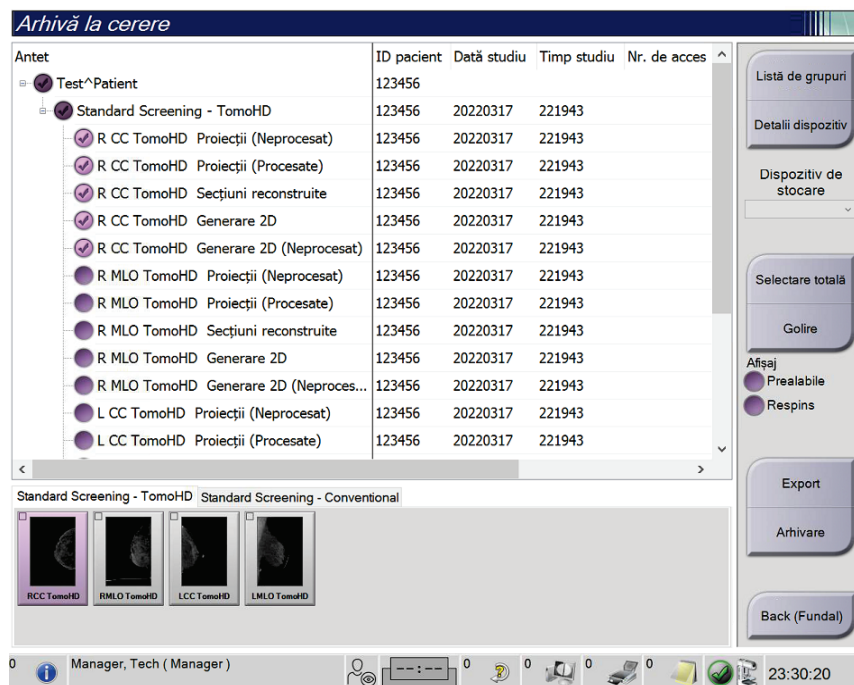 Arhivă la cerere
Antet ID pacient Dată studiu Timp studiu Nr. de acces
Test^Patient 123456
Standard Screening - TomoHD 123456 20220317 221943
R CC TomoHD Proiecții (Neprocesat) 123456 20220317 221943
R CC TomoHD Proiecții (Procesate) 123456 20220317 221943
R CC TomoHD Secțiuni reconstruite 123456 20220317 221943
R CC TomoHD Generare 2D 123456 20220317 221943
R CC TomoHD Generare 2D (Neprocesat) 123456 20220317 221943
R MLO TomoHD Proiecții (Neprocesat) 123456 20220317 221943
R MLO TomoHD Proiecții (Procesate) 123456 20220317 221943
R MLO TomoHD Secțiuni reconstruite 123456 20220317 221943
R MLO TomoHD Generare 2D 123456 20220317 221943
R MLO TomoHD Generare 2D (Neproces... 123456 20220317 221943
L CC TomoHD Proiecții (Neprocesat) 123456 20220317 221943
L CC TomoHD Proiecții (Procesate) 123456 20220317 221943
Listă de grupuri
Detalii dispozitiv
Dispozitiv de
stocare
Selectare totală
Golire
Afișaj
Prealabile
Respins
Export
Arhivare
Back (Fundal)
Standard Screening - TomoHD Standard Screening - Conventional
RCC TomoHD RMLO TomoHD LCC TomoHD LMLO TomoHD
0 Manager, Tech ( Manager ) --:-- 0 0 0 23:30:20